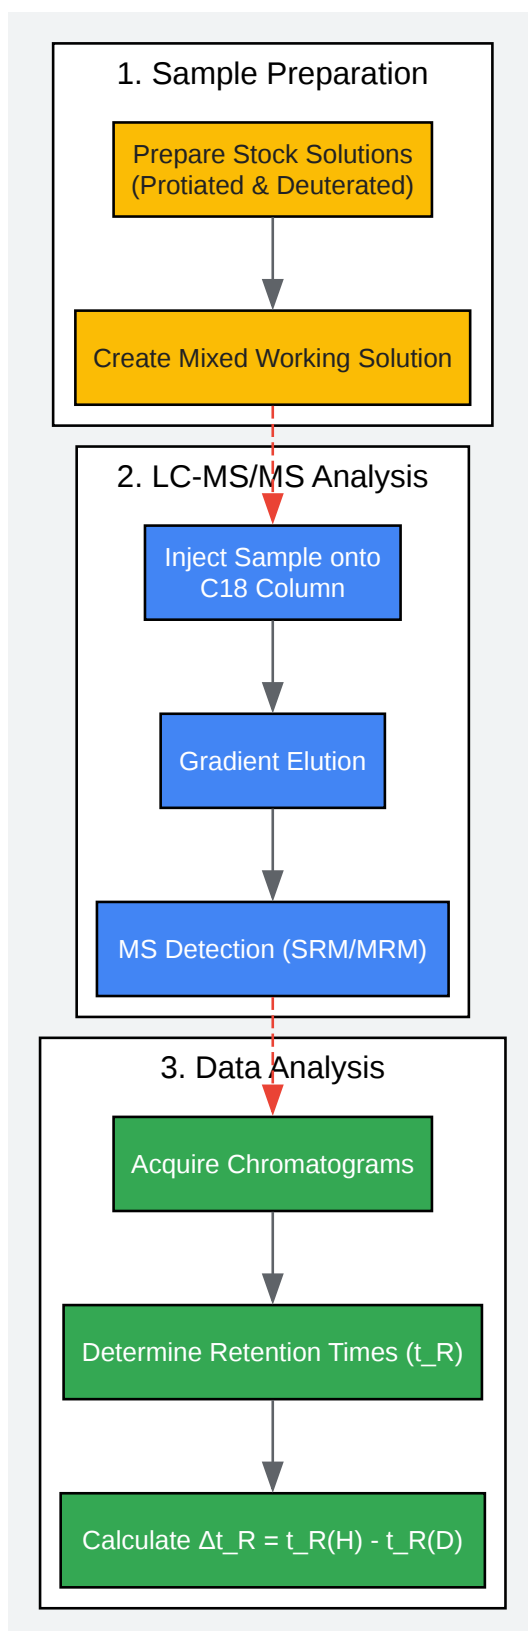 1. Sample Preparation
Prepare Stock Solutions
(Protiated & Deuterated)
Create Mixed Working Solution
2. LC-MS/MS Analysis
Inject Sample onto
C18 Column
Gradient Elution
MS Detection (SRM/MRM)
3. Data Analysis
Acquire Chromatograms
Determine Retention Times (t_R)
Calculate Δt_R = t_R(H) - t_R(D)